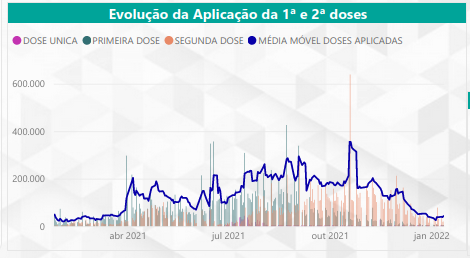 Evolução da Aplicação da 1ª e 2ª doses
DOSE UNICA PRIMEIRA DOSE SEGUNDA DOSE MÉDIA MÓVEL DOSES APLICADAS
600.000
400.000
200.000
0
abr 2021 jul 2021 out 2021 jan 2022